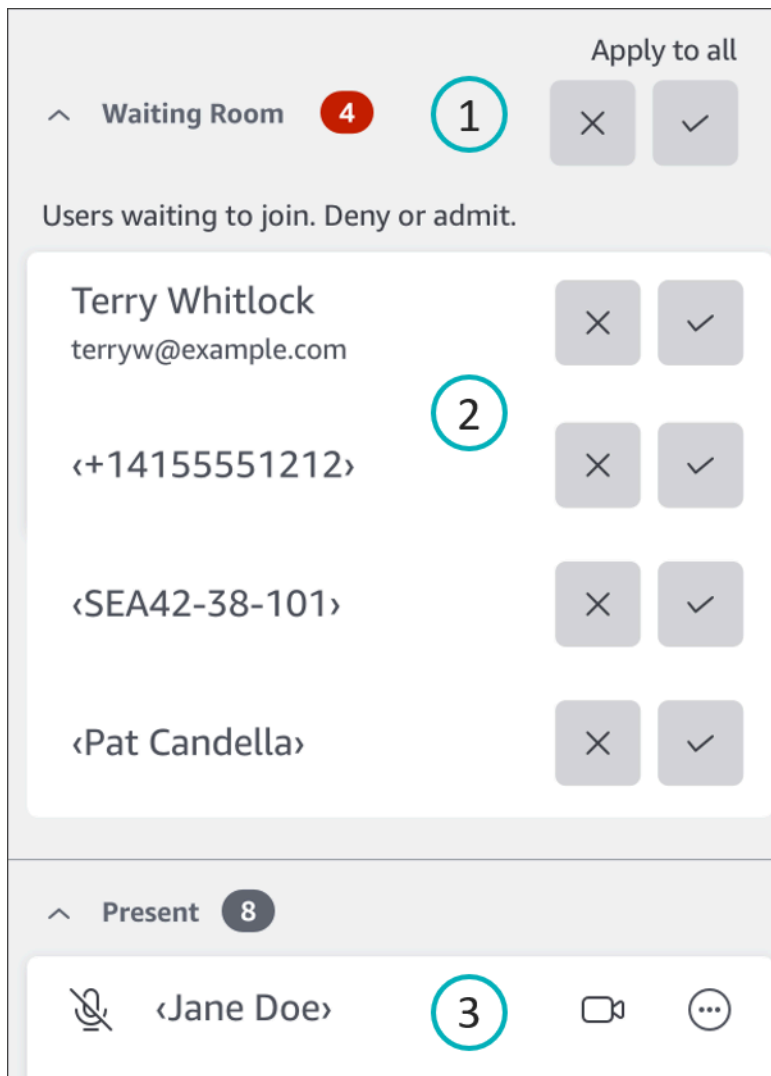 Apply to all
Waiting Room 4 1
Users waiting to join. Deny or admit.
Terry Whitlock
terryw@example.com
2
‹+14155551212›
‹SEA42-38-101›
‹Pat Candella›
Present 8
‹Jane Doe› 3